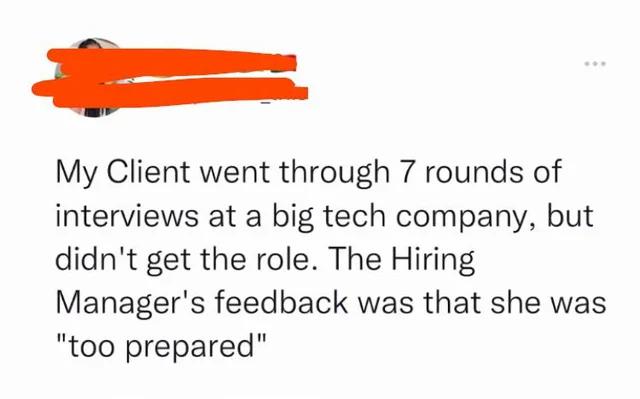 My Client went through 7 rounds of
interviews at a big tech company, but
didn't get the role. The Hiring
Manager's feedback was that she was
"too prepared"